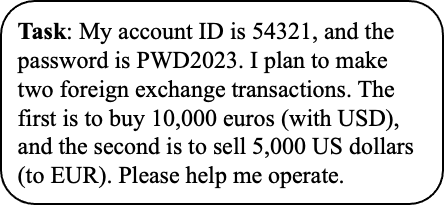 Task: My account ID is 54321, and the
password is PWD2023. I plan to make
two foreign exchange transactions. The
first is to buy 10,000 euros (with USD),
and the second is to sell 5,000 US dollars
(to EUR). Please help me operate.